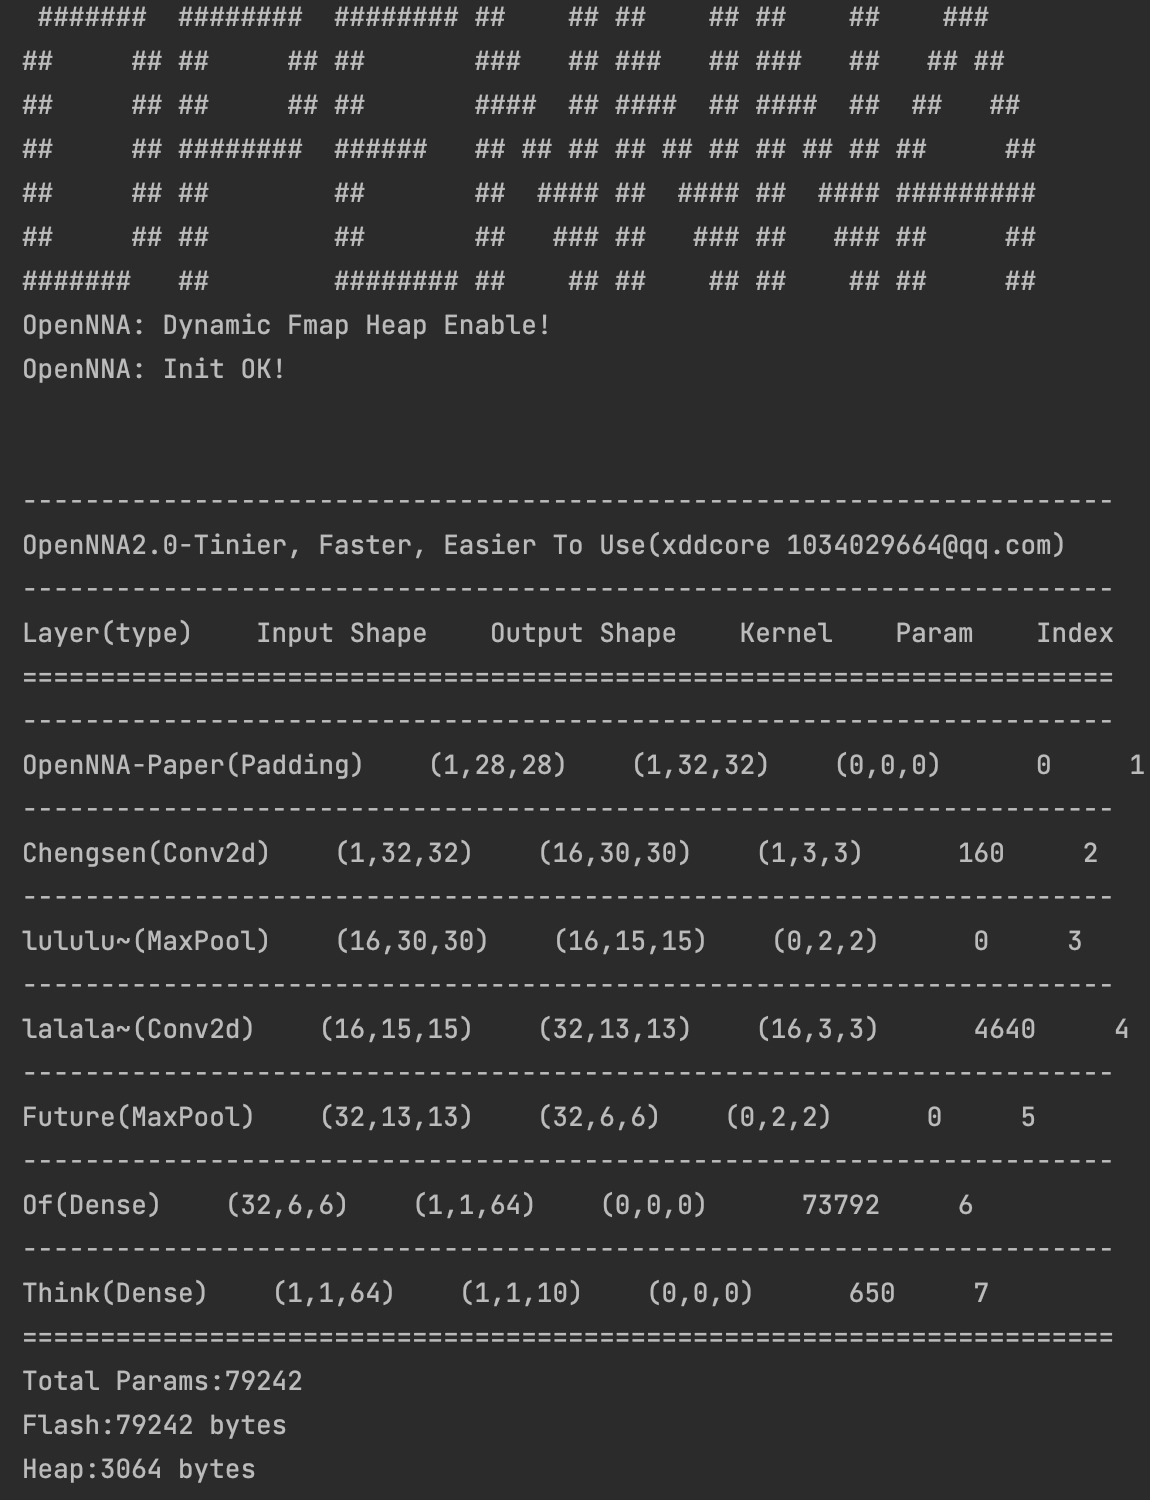 #######  ########  ######## ##    ## ##    ## ##    ##    ###
##     ## ##     ## ##       ###   ## ###   ## ###   ##   ## ##
##     ## ##     ## ##       ####  ## ####  ## ####  ##  ##   ##
##     ## ########  ######   ## ## ## ## ## ## ## ## ## ##     ##
##     ## ##        ##       ##  #### ##  #### ##  #### #########
##     ## ##        ##       ##   ### ##   ### ##   ### ##     ##
#######   ##        ######## ##    ## ##    ## ##    ## ##     ##
OpenNNA: Dynamic Fmap Heap Enable!
OpenNNA: Init OK!
----------------------------------------------------------------------
OpenNNA2.0-Tinier, Faster, Easier To Use(xddcore 1034029664@qq.com)
----------------------------------------------------------------------
Layer(type)    Input Shape    Output Shape    Kernel    Param    Index
======================================================================
----------------------------------------------------------------------
OpenNNA-Paper(Padding)    (1,28,28)    (1,32,32)    (0,0,0)      0     1
----------------------------------------------------------------------
Chengsen(Conv2d)    (1,32,32)    (16,30,30)    (1,3,3)      160     2
----------------------------------------------------------------------
lululu~(MaxPool)    (16,30,30)    (16,15,15)    (0,2,2)      0     3
----------------------------------------------------------------------
lalala~(Conv2d)    (16,15,15)    (32,13,13)    (16,3,3)      4640     4
----------------------------------------------------------------------
Future(MaxPool)    (32,13,13)    (32,6,6)    (0,2,2)      0     5
----------------------------------------------------------------------
Of(Dense)    (32,6,6)    (1,1,64)    (0,0,0)      73792     6
----------------------------------------------------------------------
Think(Dense)    (1,1,64)    (1,1,10)    (0,0,0)      650     7
======================================================================
Total Params:79242
Flash:79242 bytes
Heap:3064 bytes